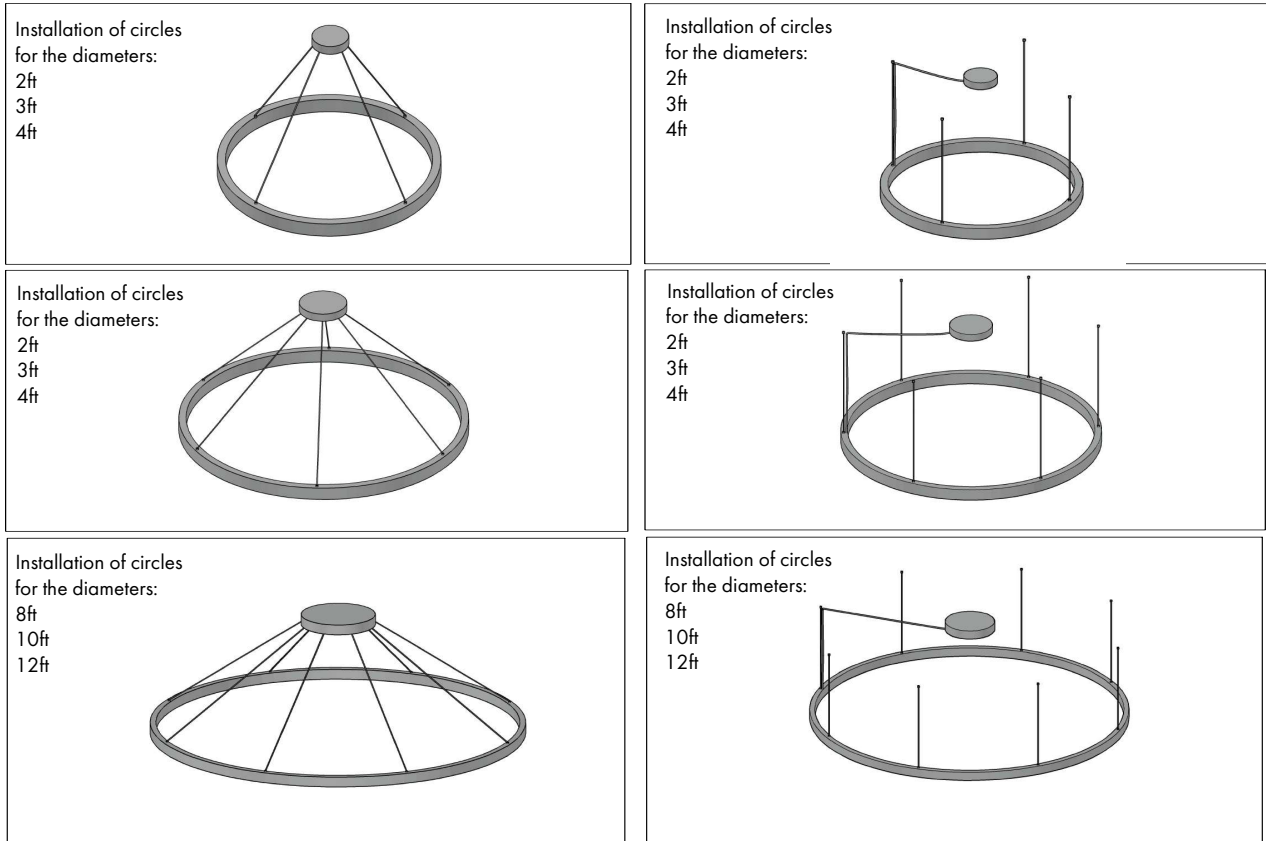 Installation of circles
for the diameters:
2ft
3ft
4ft
Installation of circles
for the diameters:
2ft
3ft
4ft
Installation of circles
for the diameters:
2ft
3ft
4ft
Installation of circles
for the diameters:
2ft
3ft
4ft
Installation of circles
for the diameters:
8ft
10ft
12ft
Installation of circles
for the diameters:
8ft
10ft
12ft